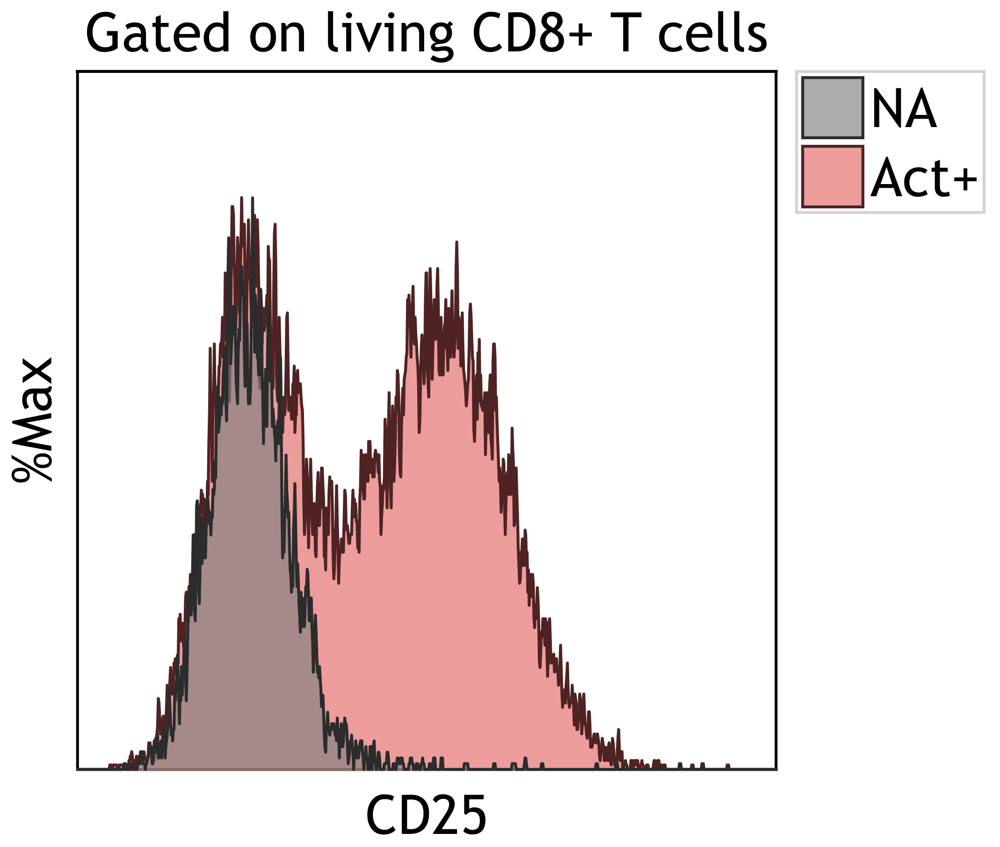 Gated on living CD8+ T cells
NA
Act+
%Max
CD25